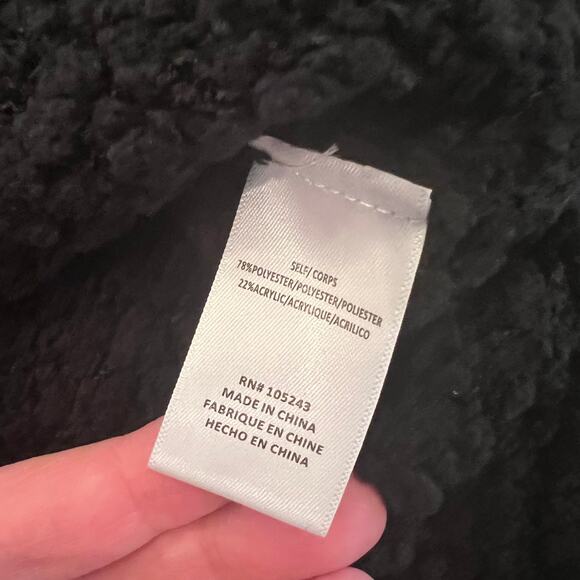 SELF/ CORPS
78%POLYESTER/POLYESTER/POLIESTER
22%ACRYLIC/ACRYLIQUE/ACRILICO
RN# 105243
MADE IN CHINA
FABRIQUE EN CHINE
HECHO EN CHINA